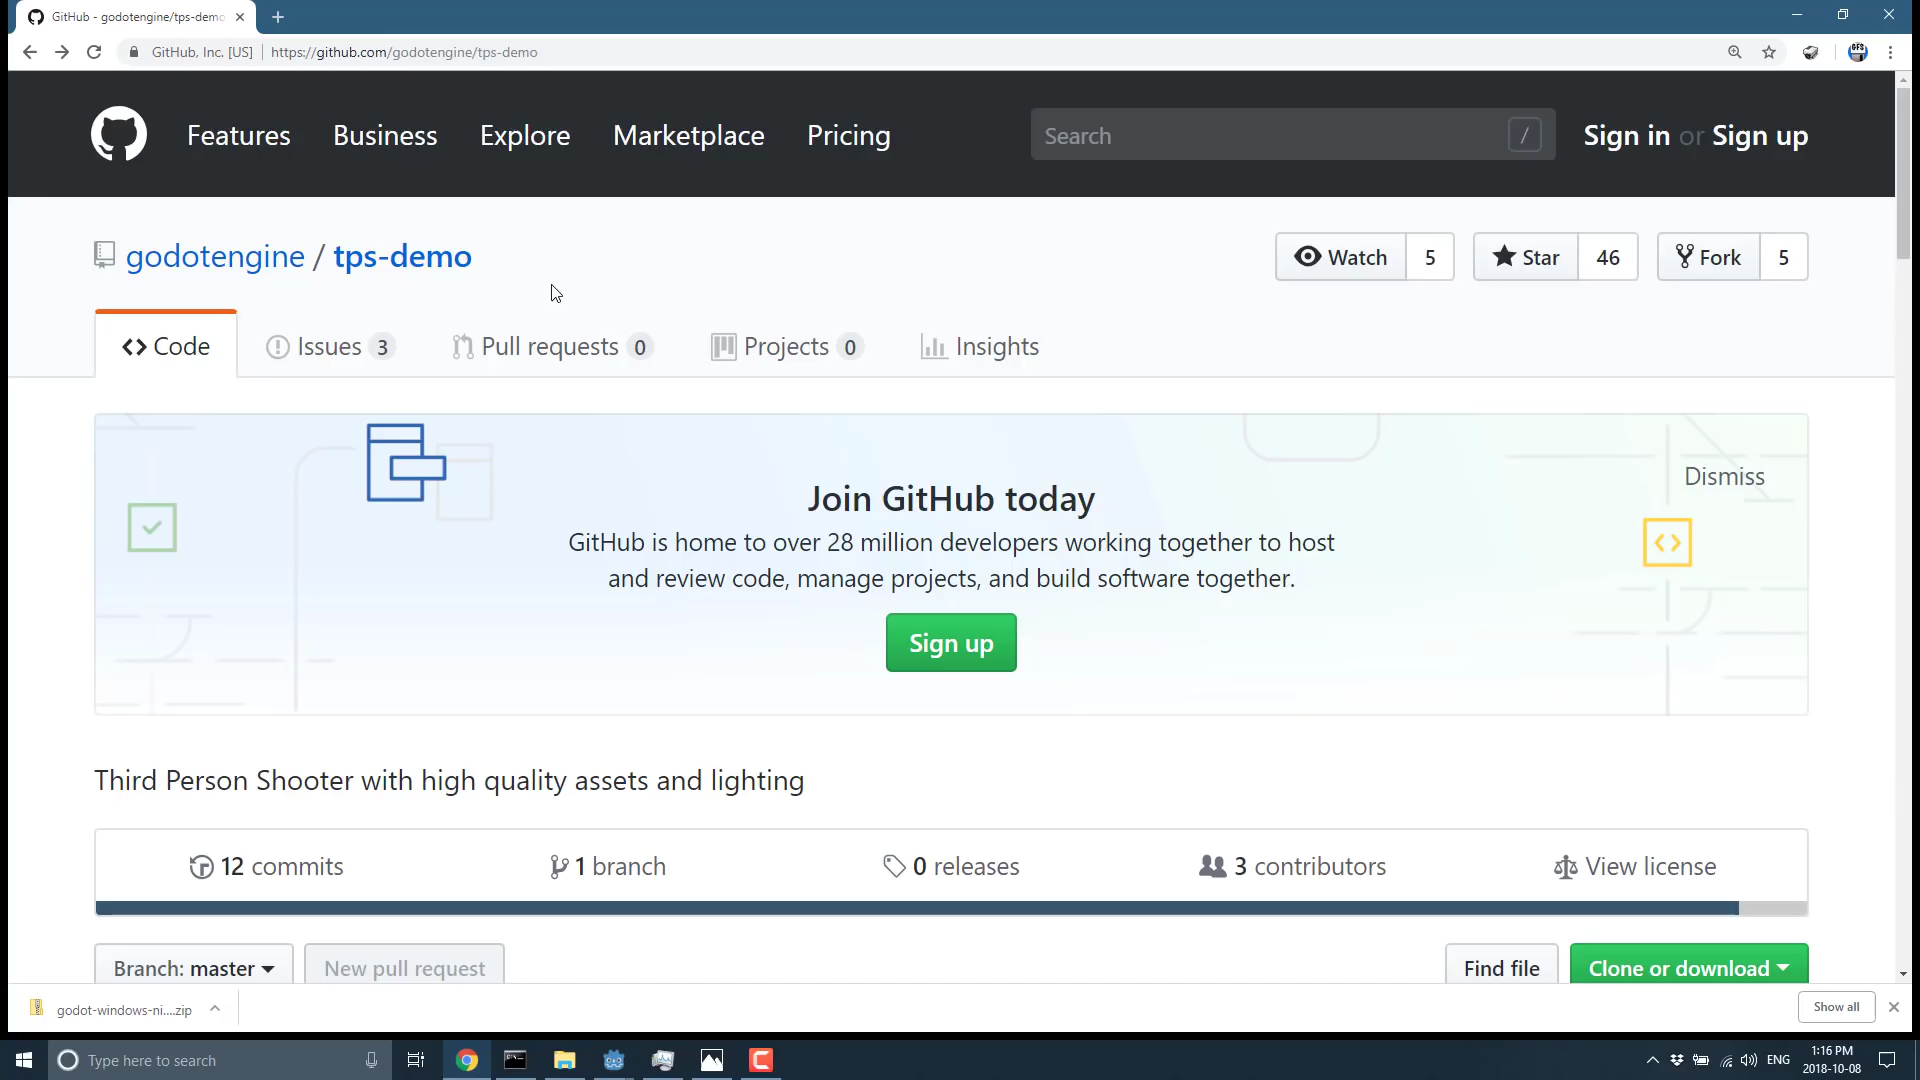 GitHub - godotengine/tps-demo
GitHub, Inc. [US] https://github.com/godotengine/tps-demo
GFS
Features Business Explore Marketplace Pricing Search / Sign in or Sign up
godotengine / tps-demo
Watch 5 Star 46 Fork 5
Code Issues 3 Pull requests 0 Projects 0 Insights
Dismiss
Join GitHub today
GitHub is home to over 28 million developers working together to host
and review code, manage projects, and build software together.
Sign up
Third Person Shooter with high quality assets and lighting
12 commits 1 branch 0 releases 3 contributors View license
Branch: master New pull request Find file Clone or download
godot-windows-ni....zip Show all
Type here to search ENG 1:16 PM
2018-10-08